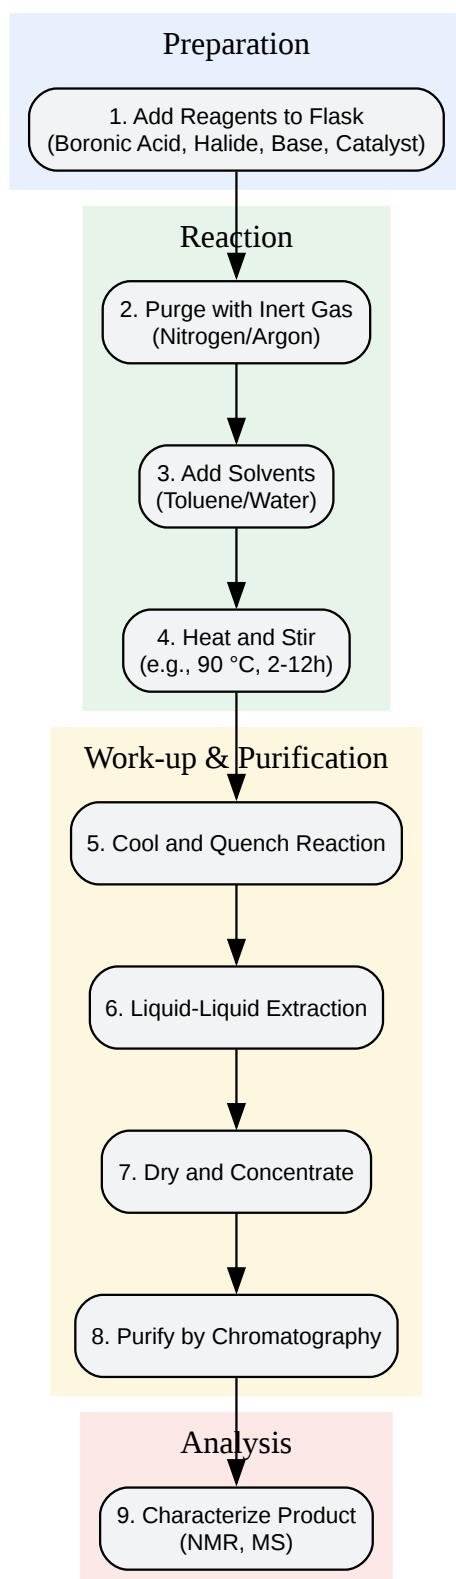 Preparation
1. Add Reagents to Flask
(Boronic Acid, Halide, Base, Catalyst)
Reaction
2. Purge with Inert Gas
(Nitrogen/Argon)
3. Add Solvents
(Toluene/Water)
4. Heat and Stir
(e.g., 90 °C, 2-12h)
Work-up & Purification
5. Cool and Quench Reaction
6. Liquid-Liquid Extraction
7. Dry and Concentrate
8. Purify by Chromatography
Analysis
9. Characterize Product
(NMR, MS)